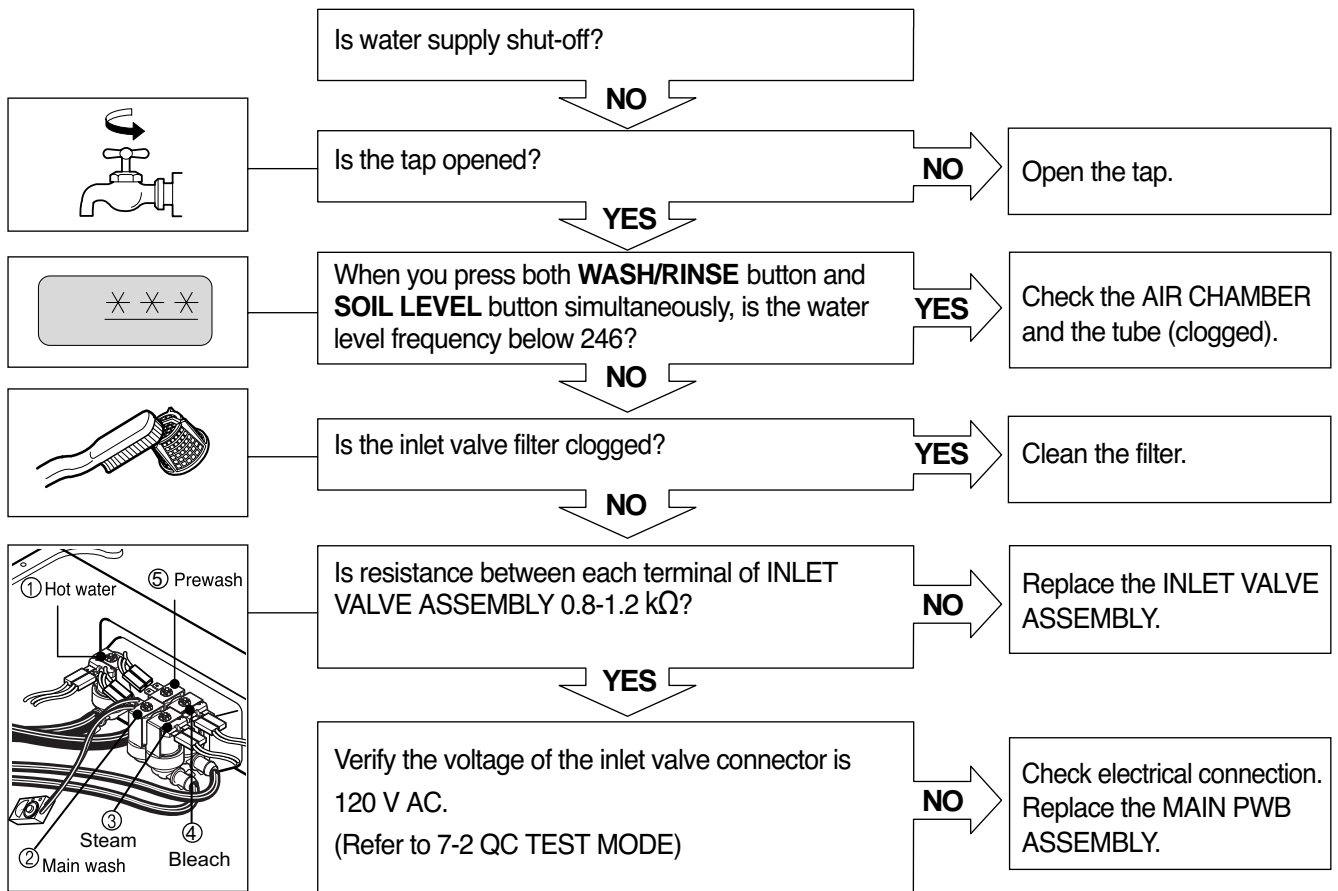 Is water supply shut-off?
NO
Is the tap opened?
NO
Open the tap.
YES
When you press both WASH/RINSE button and
SOIL LEVEL button simultaneously, is the water
level frequency below 246?
YES
Check the AIR CHAMBER
and the tube (clogged).
NO
Is the inlet valve filter clogged?
YES
Clean the filter.
NO
① Hot water
⑤ Prewash
③
Steam
④
Bleach
② Main wash
Is resistance between each terminal of INLET
VALVE ASSEMBLY 0.8-1.2 kΩ?
NO
Replace the INLET VALVE
ASSEMBLY.
YES
Verify the voltage of the inlet valve connector is
120 V AC.
(Refer to 7-2 QC TEST MODE)
NO
Check electrical connection.
Replace the MAIN PWB
ASSEMBLY.